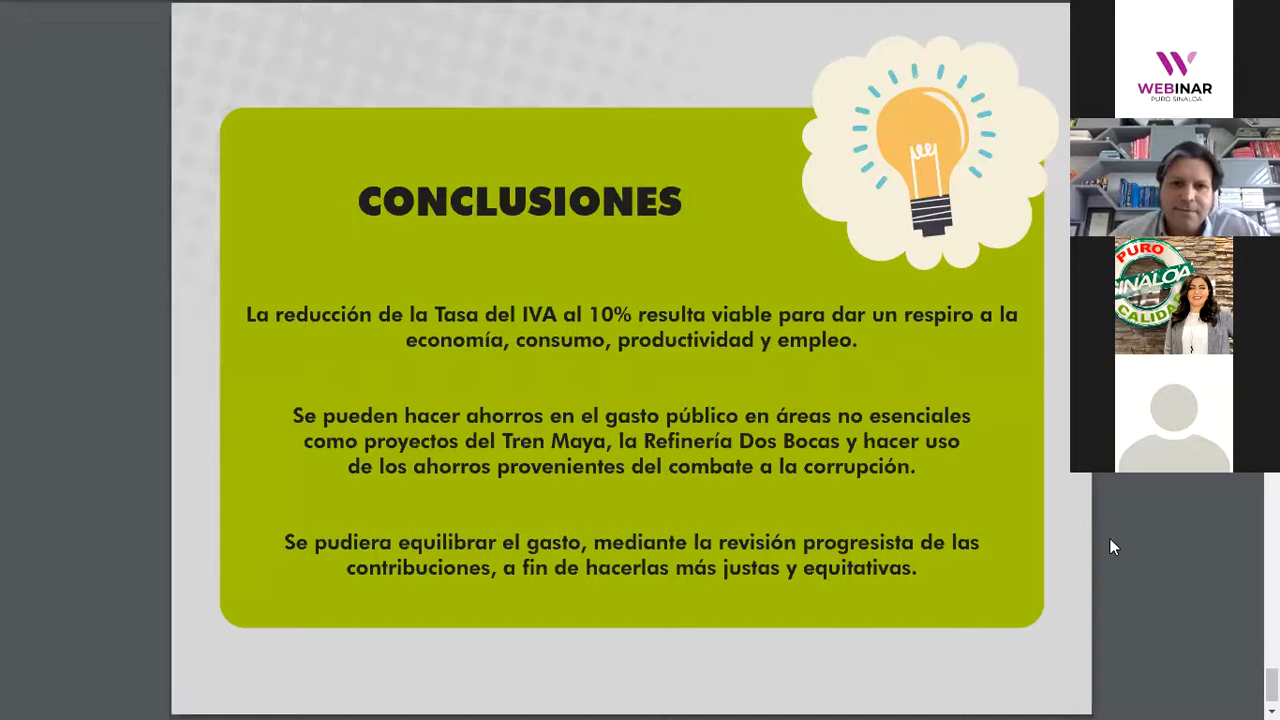 CONCLUSIONES
La reducción de la Tasa del IVA al 10% resulta viable para dar un respiro a la
economía, consumo, productividad y empleo.
Se pueden hacer ahorros en el gasto público en áreas no esenciales
como proyectos del Tren Maya, la Refinería Dos Bocas y hacer uso
de los ahorros provenientes del combate a la corrupción.
Se pudiera equilibrar el gasto, mediante la revisión progresista de las
contribuciones, a fin de hacerlas más justas y equitativas.
WEBINAR
PURO SINALOA
PURO
SINALOA
CALIDAD